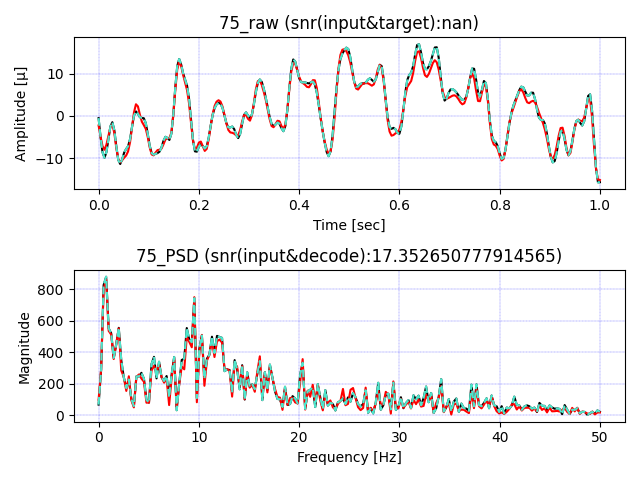 75_raw (snr(input&target):nan)
Amplitude [µ]
10
0
−10
0.0 0.2 0.4 0.6 0.8 1.0
Time [sec]
75_PSD (snr(input&decode):17.352650777914565)
Magnitude
800
600
400
200
0
0 10 20 30 40 50
Frequency [Hz]